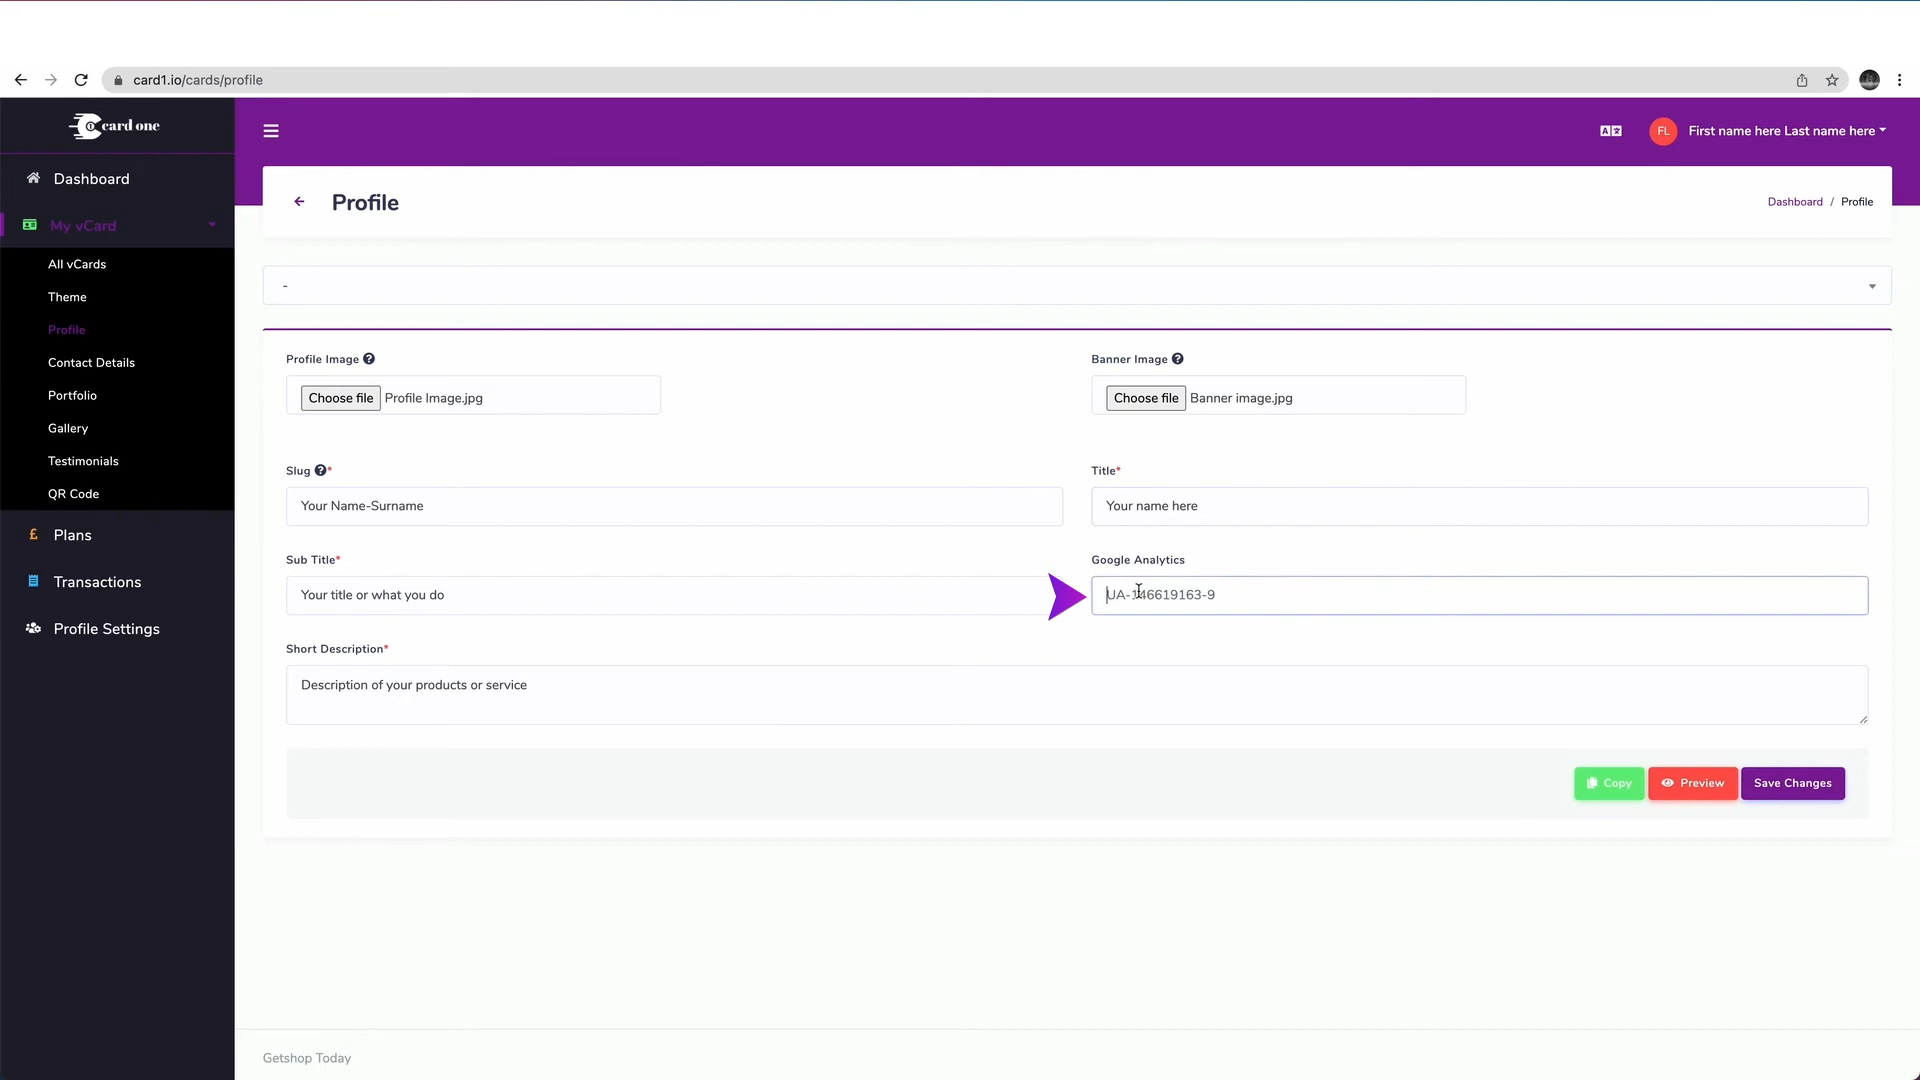 card1.io/cards/profile
card one
FL
First name here Last name here
Dashboard
Profile
Dashboard / Profile
My vCard
All vCards
-
Theme
Profile
Profile Image
Banner Image
Contact Details
Choose file Profile Image.jpg
Choose file Banner image.jpg
Portfolio
Gallery
Testimonials
Slug *
Title*
QR Code
Your Name-Surname
Your name here
Plans
Sub Title*
Google Analytics
Transactions
Your title or what you do
UA-146619163-9
Profile Settings
Short Description*
Description of your products or service
Copy
Preview
Save Changes
Getshop Today